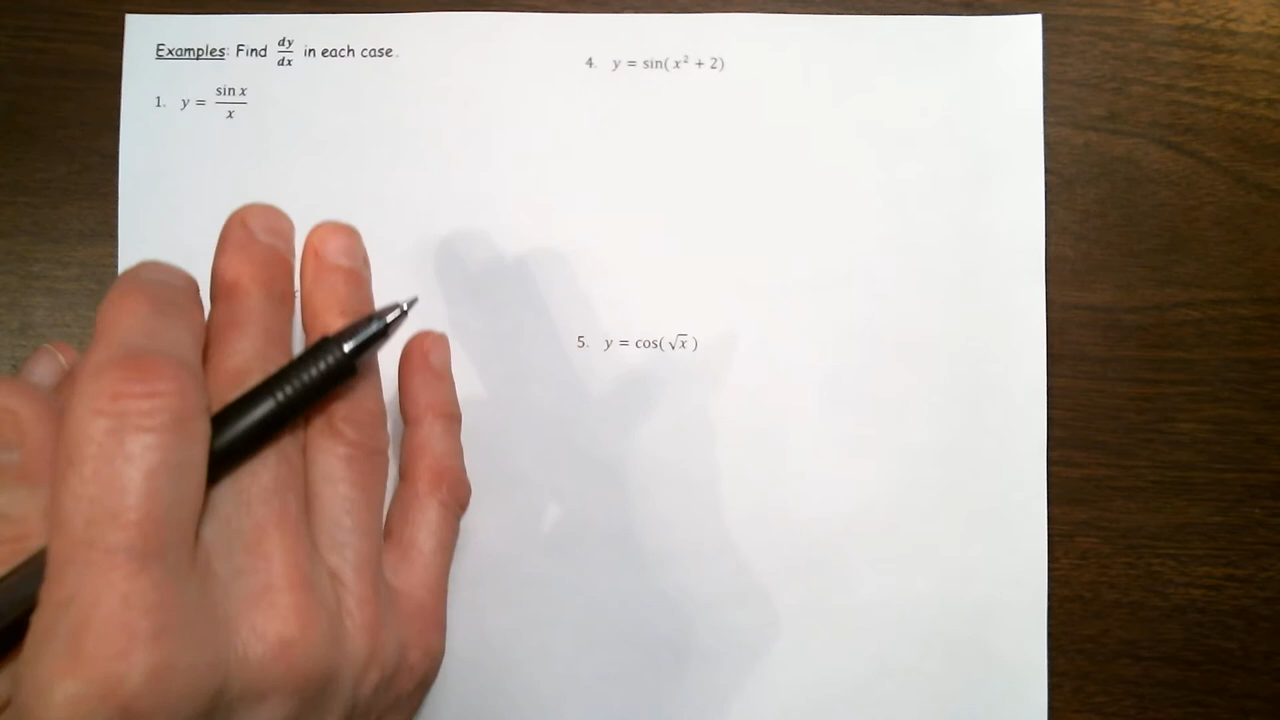 Examples: Find dy/dx in each case.
1. y = sin x / x
4. y = sin( x² + 2)
5. y = cos( √x )